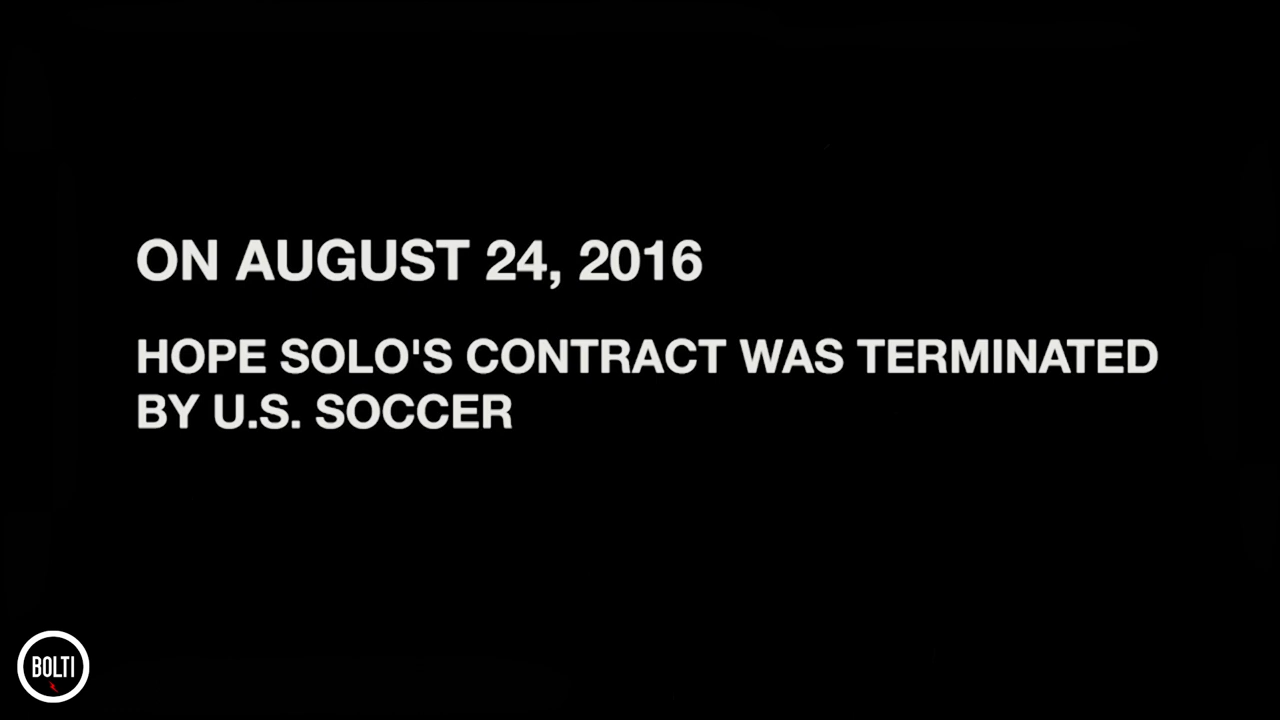 ON AUGUST 24, 2016
HOPE SOLO'S CONTRACT WAS TERMINATED
BY U.S. SOCCER
BOLTI